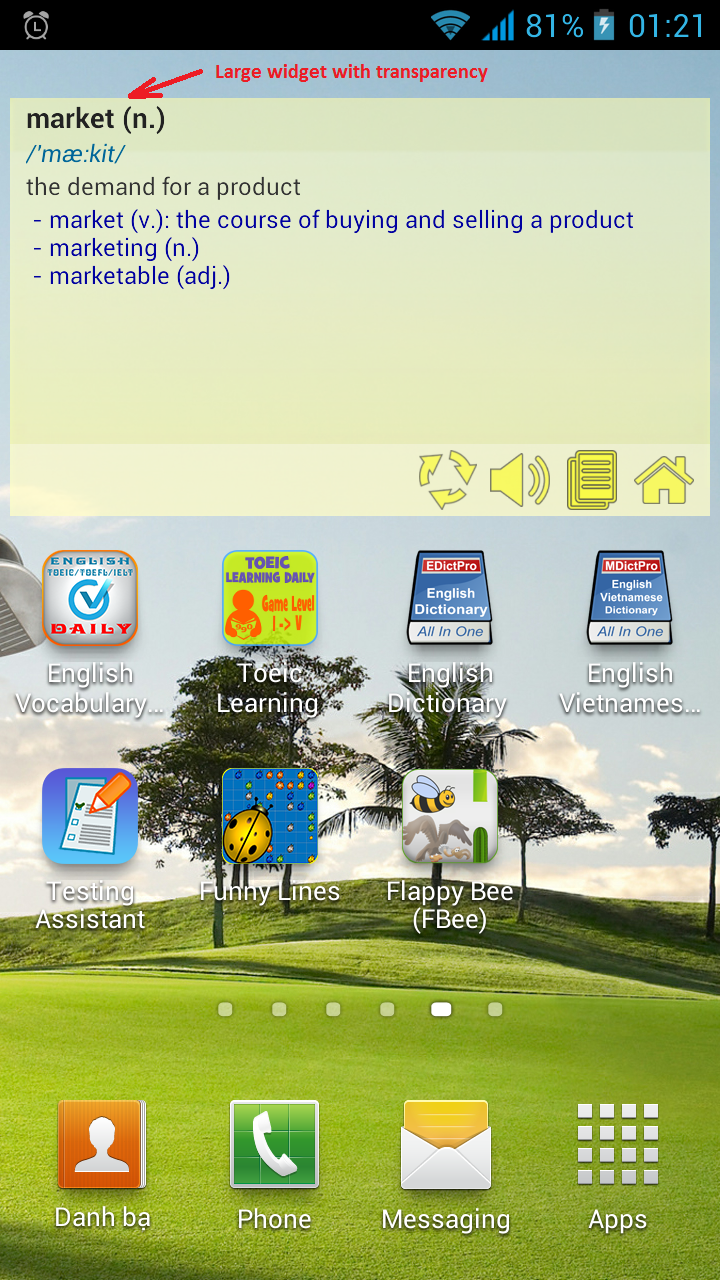 81% 01:21
Large widget with transparency
market (n.)
/'mæ:kit/
the demand for a product
- market (v.): the course of buying and selling a product
- marketing (n.)
- marketable (adj.)
ENGLISH
TOEIC/TOEFL/IELT
DAILY
TOEIC
LEARNING DAILY
Game Level
I -> V
EDictPro
English
Dictionary
All In One
MDictPro
English
Vietnamese
Dictionary
All In One
English
Vocabulary...
Toeic
Learning
English
Dictionary
English
Vietnames...
Testing
Assistant
Funny Lines
Flappy Bee
(FBee)
Danh bạ
Phone
Messaging
Apps